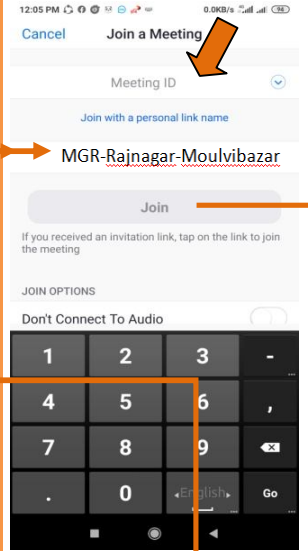 12:05 PM 0.0KB/s 96
Cancel Join a Meeting
Meeting ID
Join with a personal link name
MGR-Rajnagar-Moulvibazar
Join
If you received an invitation link, tap on the link to join
the meeting
JOIN OPTIONS
Don't Connect To Audio
1 2 3 -
4 5 6 ,
7 8 9
. 0 English Go